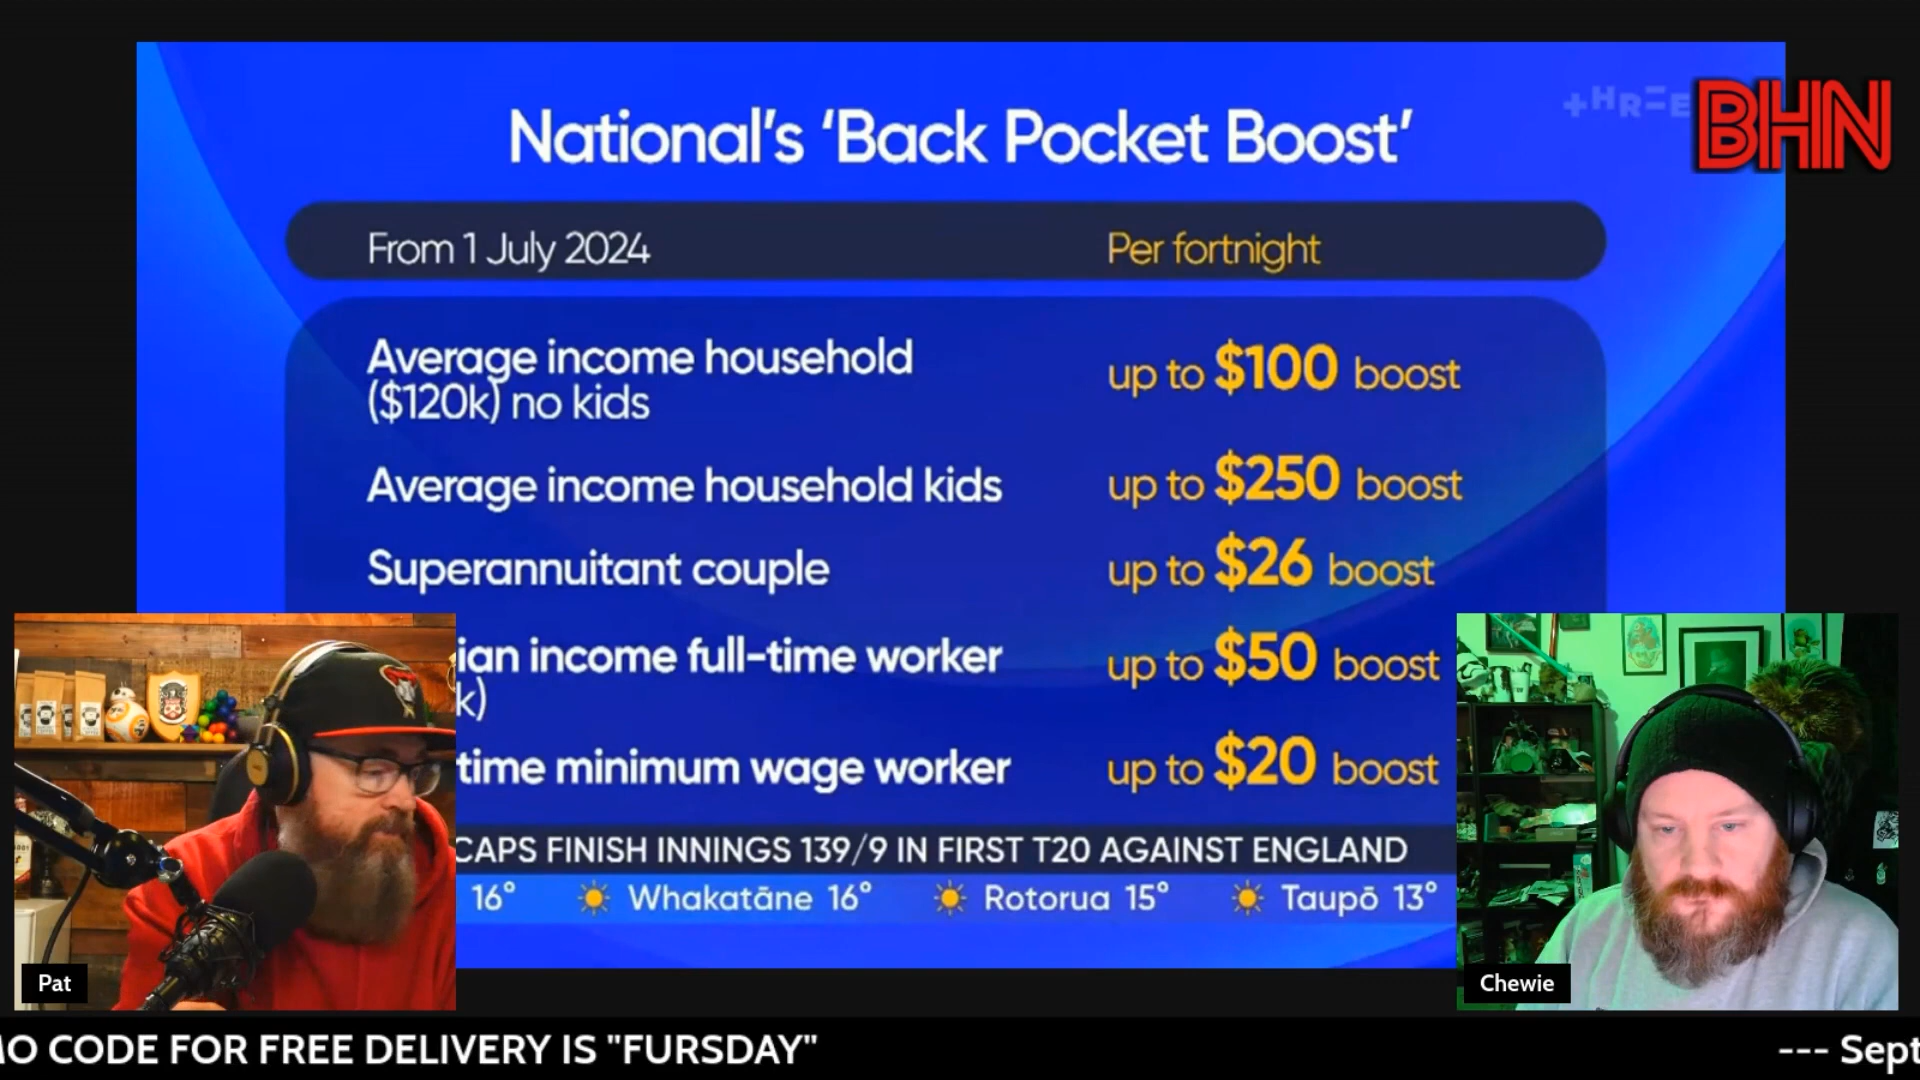 +HR=E
BHN
National's 'Back Pocket Boost'
From 1 July 2024 Per fortnight
Average income household
($120k) no kids
up to $100 boost
Average income household kids up to $250 boost
Superannuitant couple up to $26 boost
ian income full-time worker
k)
up to $50 boost
time minimum wage worker up to $20 boost
CAPS FINISH INNINGS 139/9 IN FIRST T20 AGAINST ENGLAND
16° Whakatāne 16° Rotorua 15° Taupō 13°
Pat
Chewie
MO CODE FOR FREE DELIVERY IS "FURSDAY" --- Sept